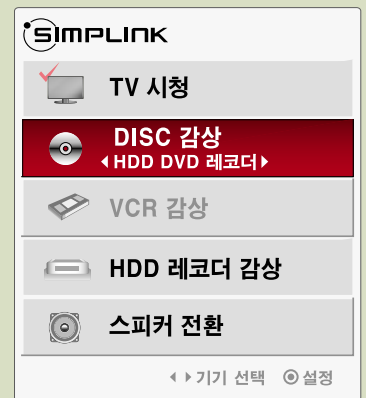 SIMPLINK
TV 시청
DISC 감상
◀ HDD DVD 레코더 ▶
VCR 감상
HDD 레코더 감상
스피커 전환
◀ ▶ 기기 선택 ◉ 설정